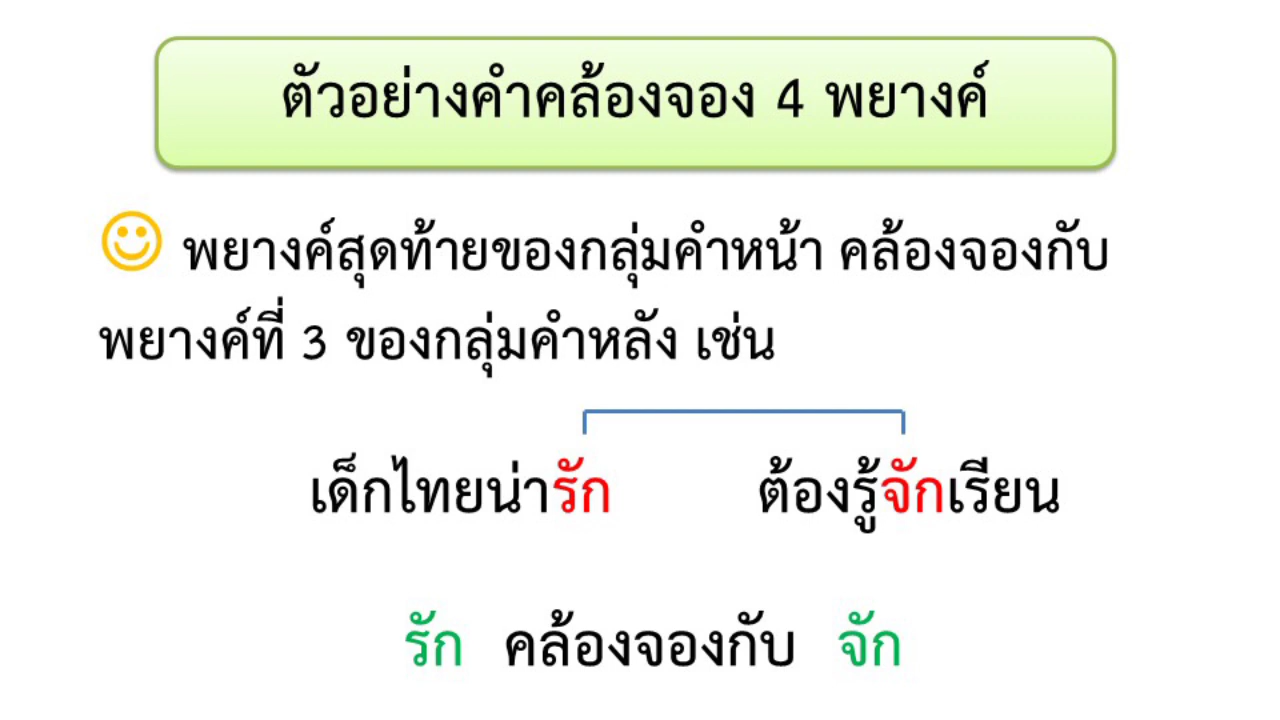 ตัวอย่างคำคล้องจอง 4 พยางค์
พยางค์สุดท้ายของกลุ่มคำหน้า คล้องจองกับ
พยางค์ที่ 3 ของกลุ่มคำหลัง เช่น
เด็กไทยน่ารัก ต้องรู้จักเรียน
รัก คล้องจองกับ จัก